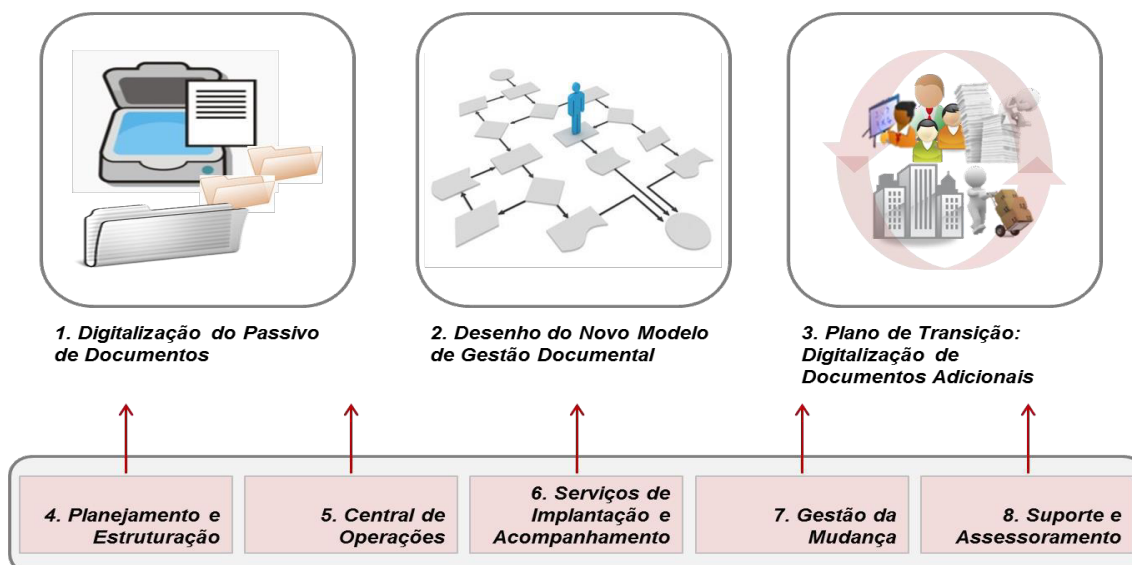 1. Digitalização do Passivo
de Documentos
2. Desenho do Novo Modelo
de Gestão Documental
3. Plano de Transição:
Digitalização de
Documentos Adicionais
4. Planejamento e
Estruturação
5. Central de
Operações
6. Serviços de
Implantação e
Acompanhamento
7. Gestão da
Mudança
8. Suporte e
Assessoramento